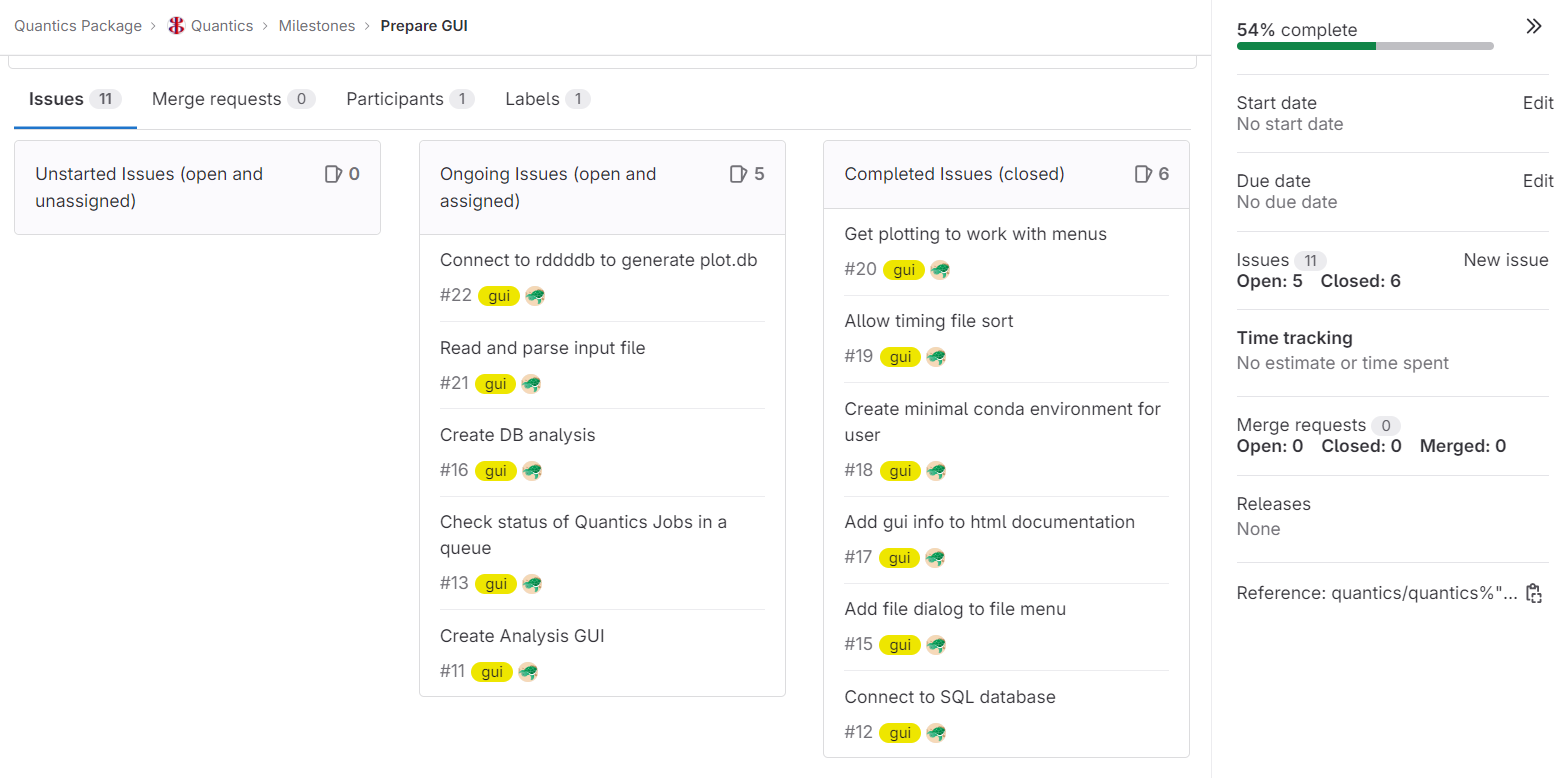 Quantics Package › Quantics › Milestones › Prepare GUI
Issues 11 Merge requests 0 Participants 1 Labels 1
Unstarted Issues (open and
unassigned)
0
Ongoing Issues (open and
assigned)
5
Connect to rddddb to generate plot.db
#22 gui
Read and parse input file
#21 gui
Create DB analysis
#16 gui
Check status of Quantics Jobs in a
queue
#13 gui
Create Analysis GUI
#11 gui
Completed Issues (closed)
6
Get plotting to work with menus
#20 gui
Allow timing file sort
#19 gui
Create minimal conda environment for
user
#18 gui
Add gui info to html documentation
#17 gui
Add file dialog to file menu
#15 gui
Connect to SQL database
#12 gui
54% complete
Start date Edit
No start date
Due date Edit
No due date
Issues 11 New issue
Open: 5 Closed: 6
Time tracking
No estimate or time spent
Merge requests 0
Open: 0 Closed: 0 Merged: 0
Releases
None
Reference: quantics/quantics%"...